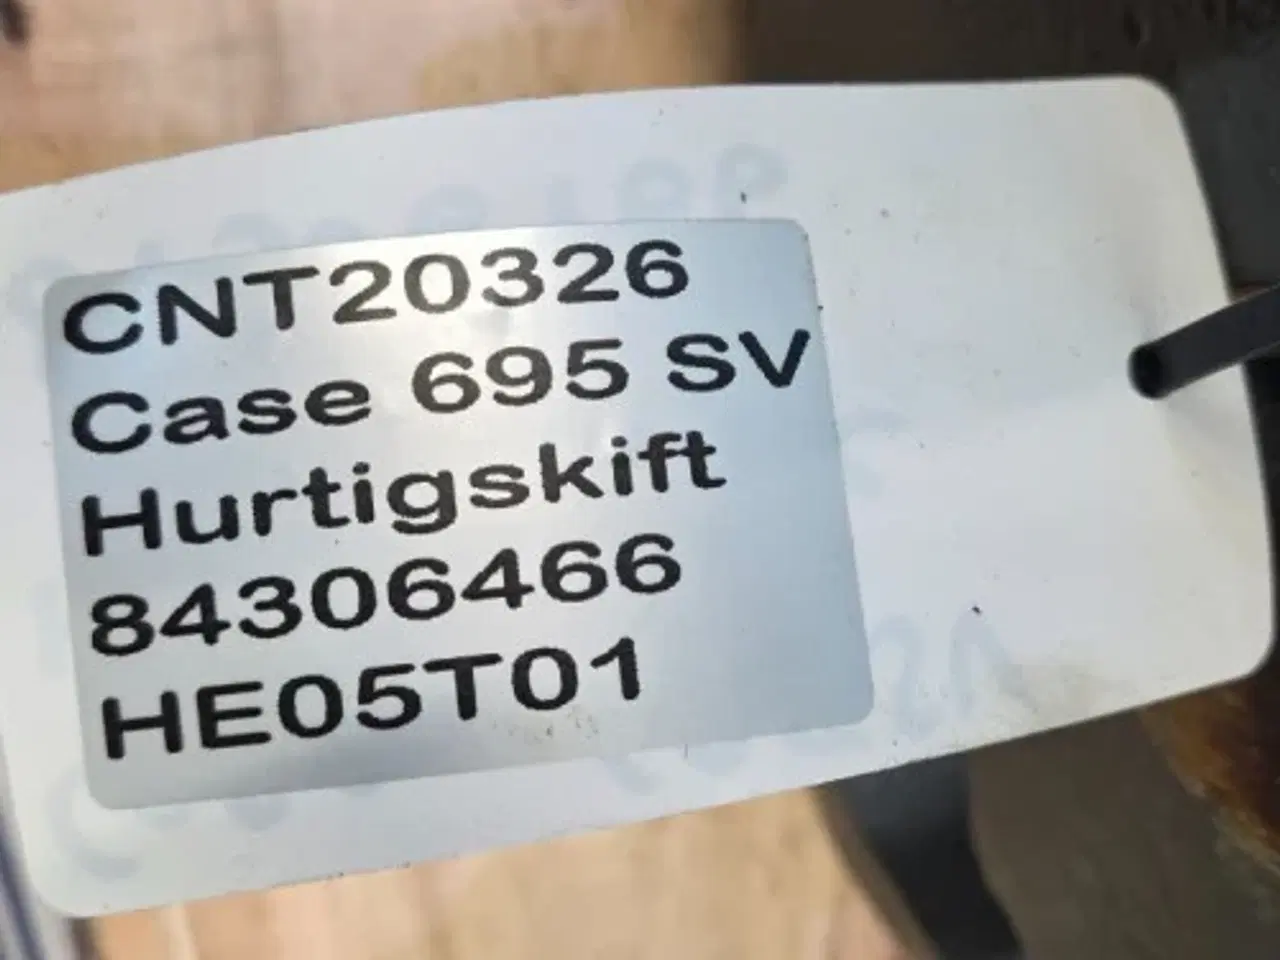 CNT20326
Case 695 SV
Hurtigskift
84306466
HE05T01